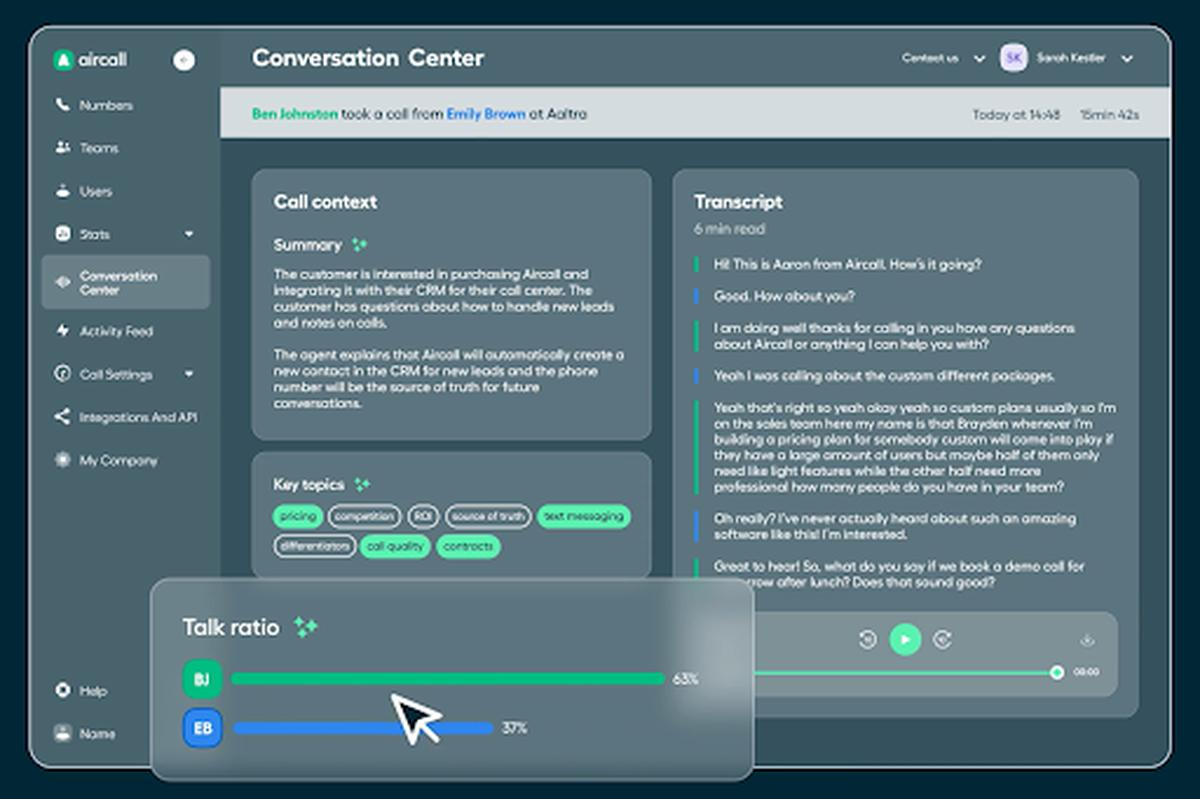 aircall
Numbers
Teams
Users
Stats
Conversation
Center
Activity Feed
Call Settings
Integrations And API
My Company
Help
Name
Conversation Center
Contact us
SK
Sarah Kestler
Ben Johnston took a call from Emily Brown at Aaltra
Today at 14:48
15min 42s
Call context
Summary
The customer is interested in purchasing Aircall and
integrating it with their CRM for their call center. The
customer has questions about how to handle new leads
and notes on calls.
The agent explains that Aircall will automatically create a
new contact in the CRM for new leads and the phone
number will be the source of truth for future
conversations.
Key topics
pricing
competition
ROI
source of truth
text messaging
differentiators
call quality
contracts
Transcript
6 min read
Hi! This is Aaron from Aircall. How's it going?
Good. How about you?
I am doing well thanks for calling in you have any questions
about Aircall or anything I can help you with?
Yeah I was calling about the custom different packages.
Yeah that's right so yeah okay yeah so custom plans usually so I'm
on the sales team here my name is that Brayden whenever I'm
building a pricing plan for somebody custom will come into play if
they have a large amount of users but maybe half of them only
need like light features while the other half need more
professional how many people do you have in your team?
Oh really? I've never actually heard about such an amazing
software like this! I'm interested.
Great to hear! So, what do you say if we book a demo call for
after lunch? Does that sound good?
00:00
Talk ratio
BJ
63%
EB
37%